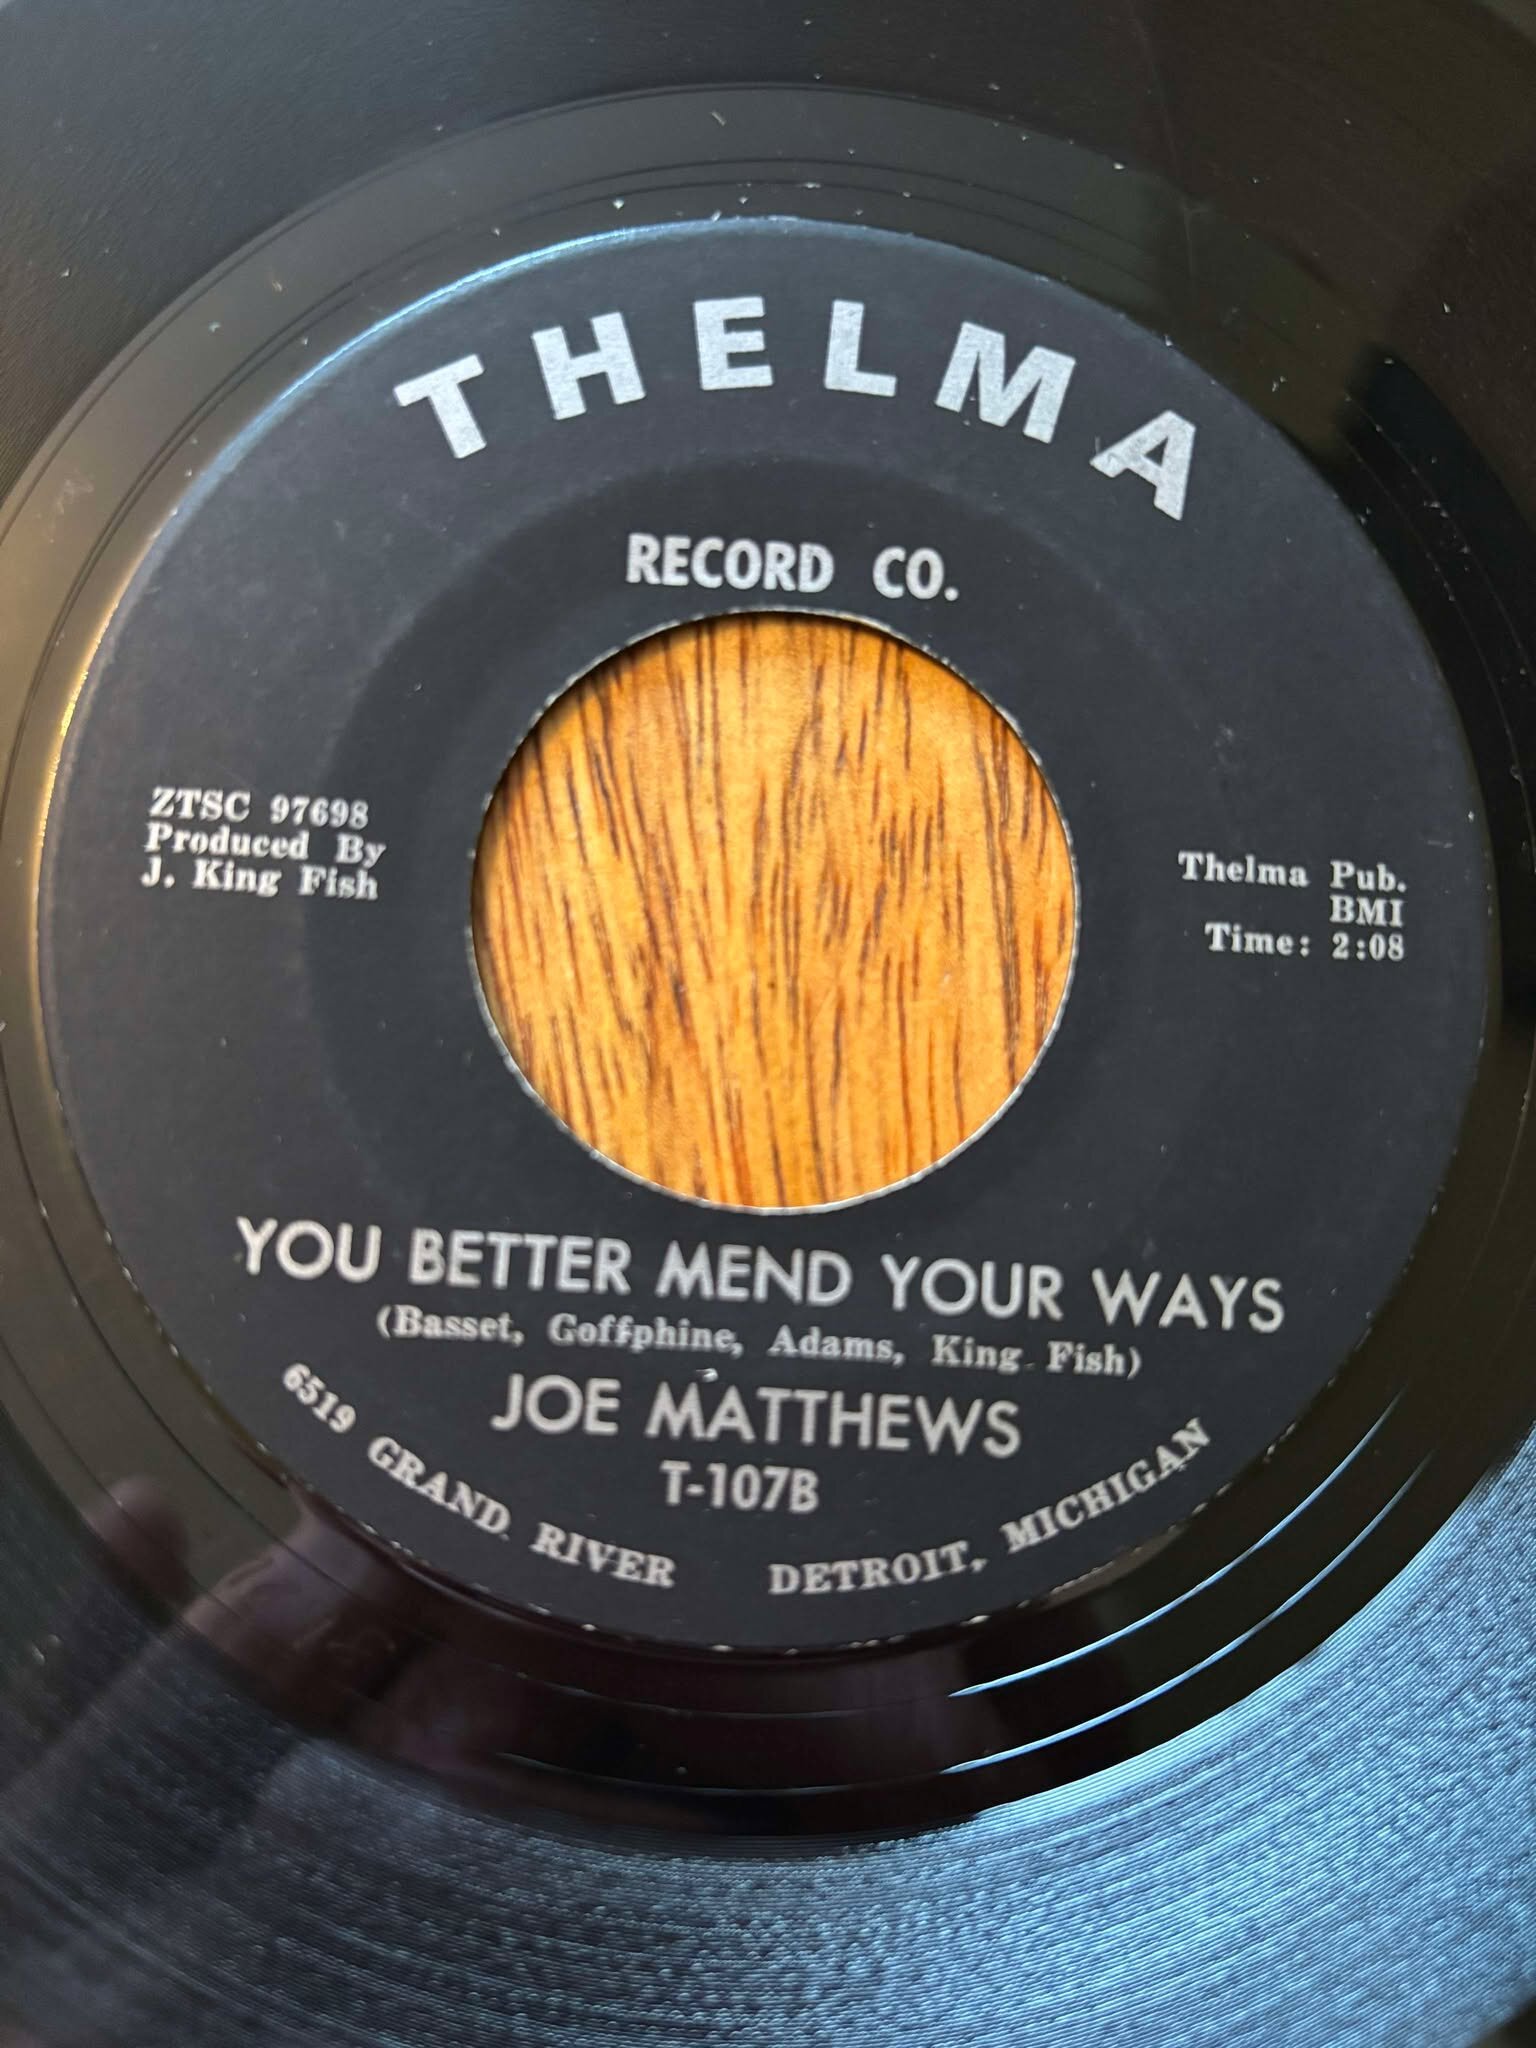 THELMA
RECORD CO.
ZTSC 97698
Produced By
J. King Fish
Thelma Pub.
BMI
Time: 2:08
YOU BETTER MEND YOUR WAYS
(Basset, Goffphine, Adams, King Fish)
JOE MATTHEWS
T-107B
6519 GRAND RIVER DETROIT, MICHIGAN